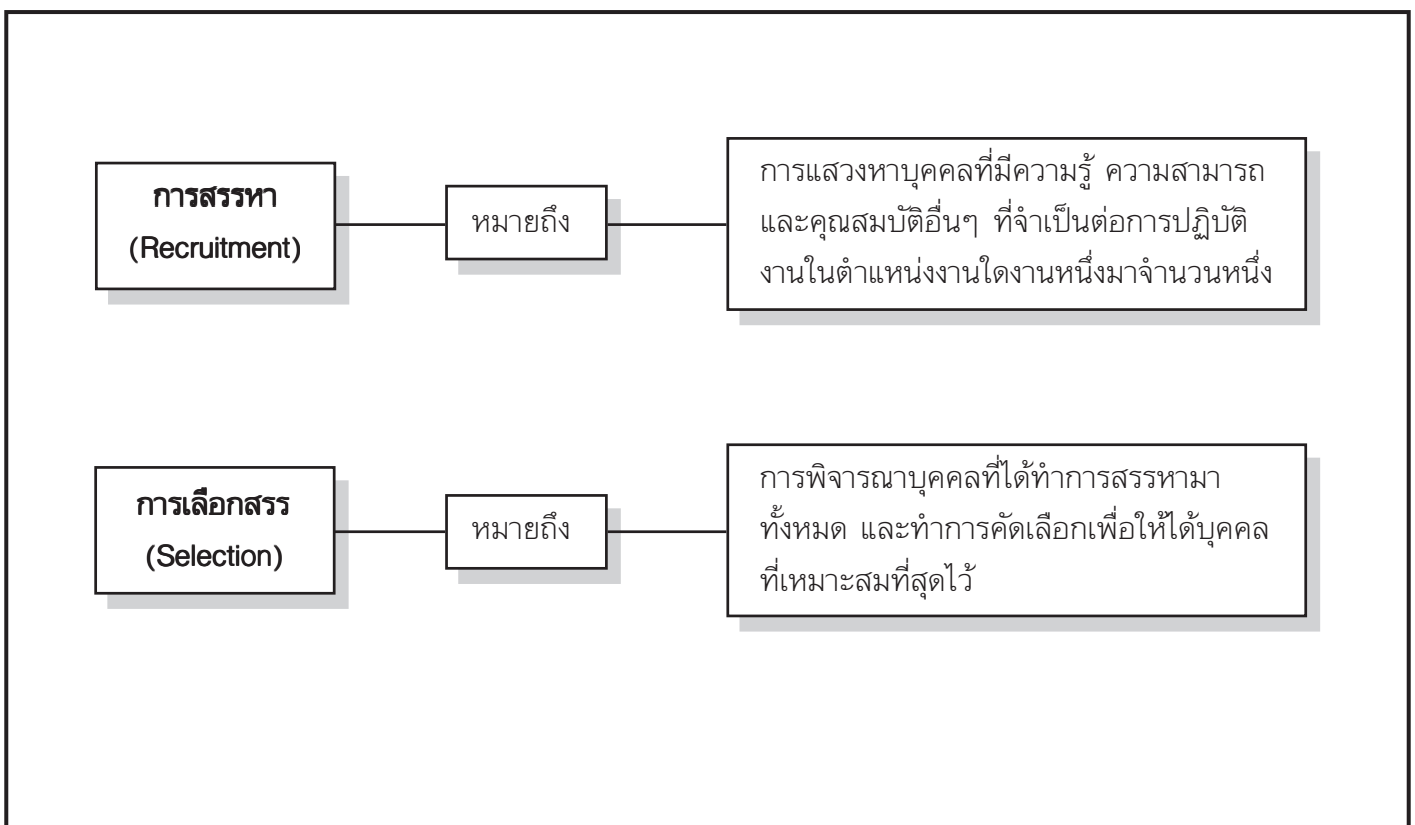 การสรรหา
(Recruitment)
หมายถึง
การแสวงหาบุคคลที่มีความรู้ ความสามารถ
และคุณสมบัติอื่นๆ ที่จำเป็นต่อการปฏิบัติ
งานในตำแหน่งงานใดงานหนึ่งมาจำนวนหนึ่ง
การเลือกสรร
(Selection)
หมายถึง
การพิจารณาบุคคลที่ได้ทำการสรรหามา
ทั้งหมด และทำการคัดเลือกเพื่อให้ได้บุคคล
ที่เหมาะสมที่สุดไว้